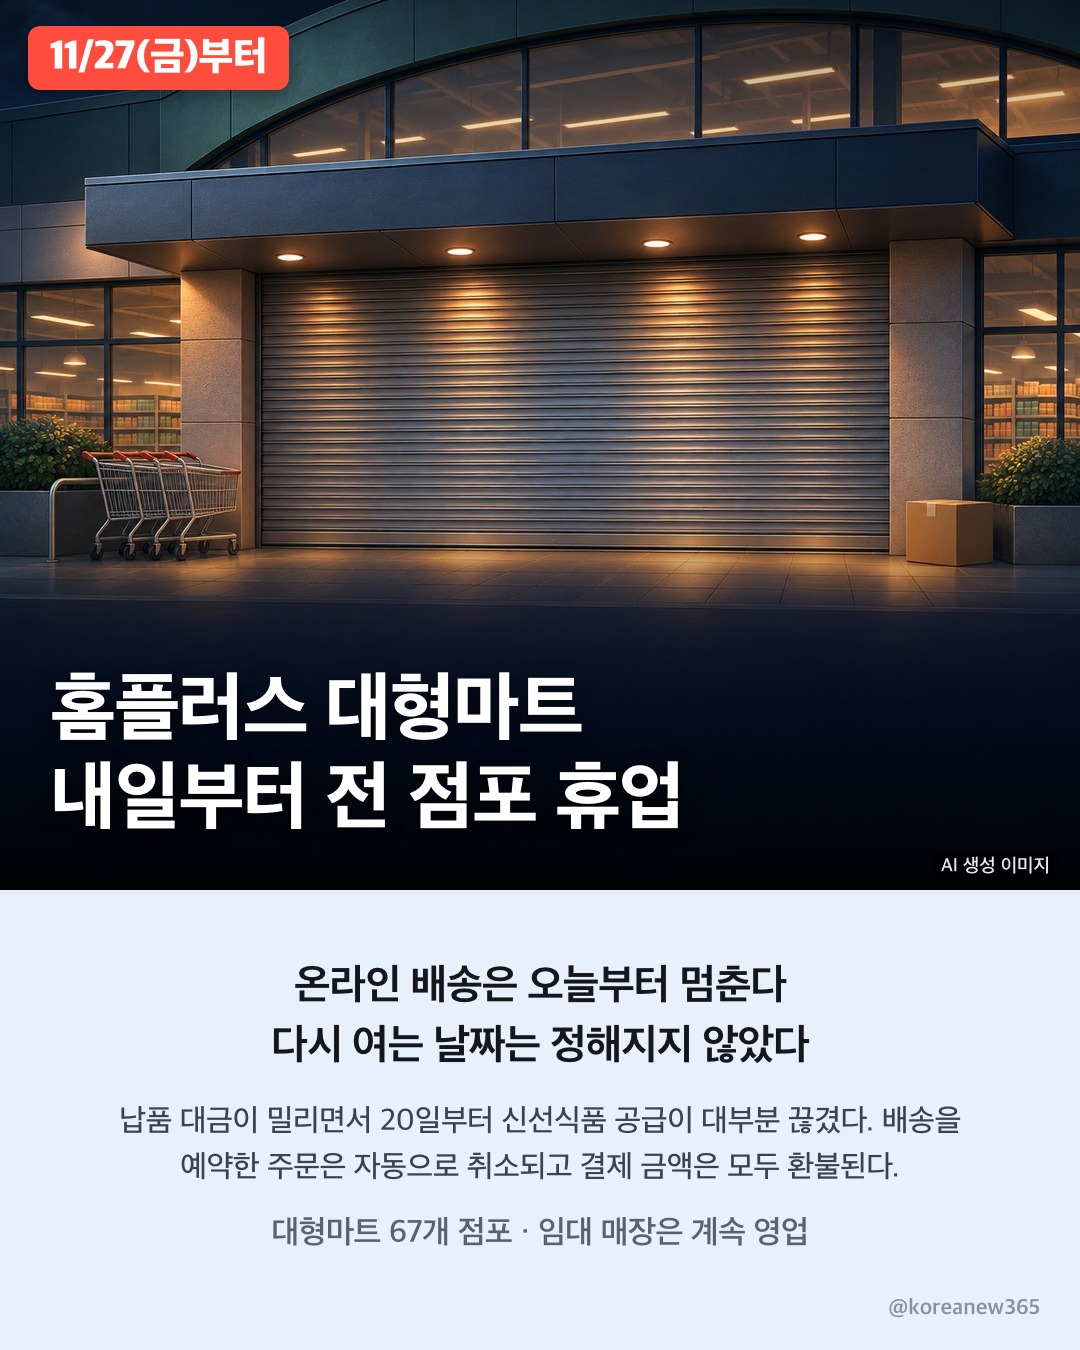 11/27(금)부터
홈플러스 대형마트
내일부터 전 점포 휴업
AI 생성 이미지
온라인 배송은 오늘부터 멈춘다
다시 여는 날짜는 정해지지 않았다
납품 대금이 밀리면서 20일부터 신선식품 공급이 대부분 끊겼다. 배송을
예약한 주문은 자동으로 취소되고 결제 금액은 모두 환불된다.
대형마트 67개 점포 · 임대 매장은 계속 영업
@koreanew365